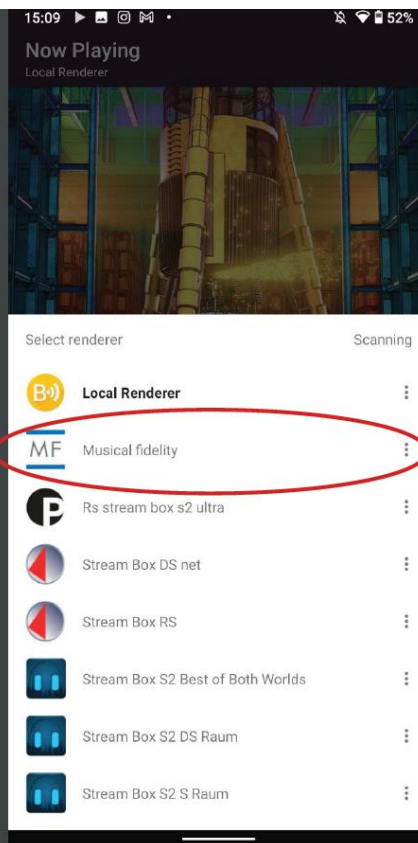 15:09
52%
Now Playing
Local Renderer
Select renderer
Scanning
Local Renderer
MF
Musical fidelity
Rs stream box s2 ultra
Stream Box DS net
Stream Box RS
Stream Box S2 Best of Both Worlds
Stream Box S2 DS Raum
Stream Box S2 S Raum